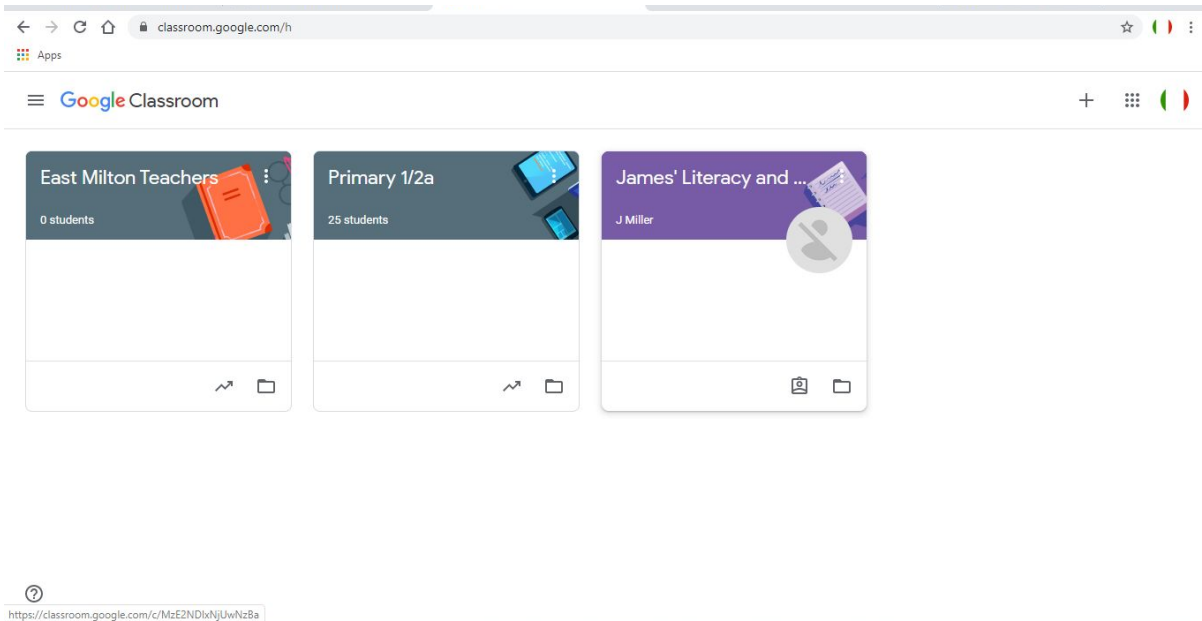 classroom.google.com/h
Apps
Google Classroom
East Milton Teachers
0 students
Primary 1/2a
25 students
James' Literacy and ...
J Miller
https://classroom.google.com/c/MzE2NDIxNjUwNzBa